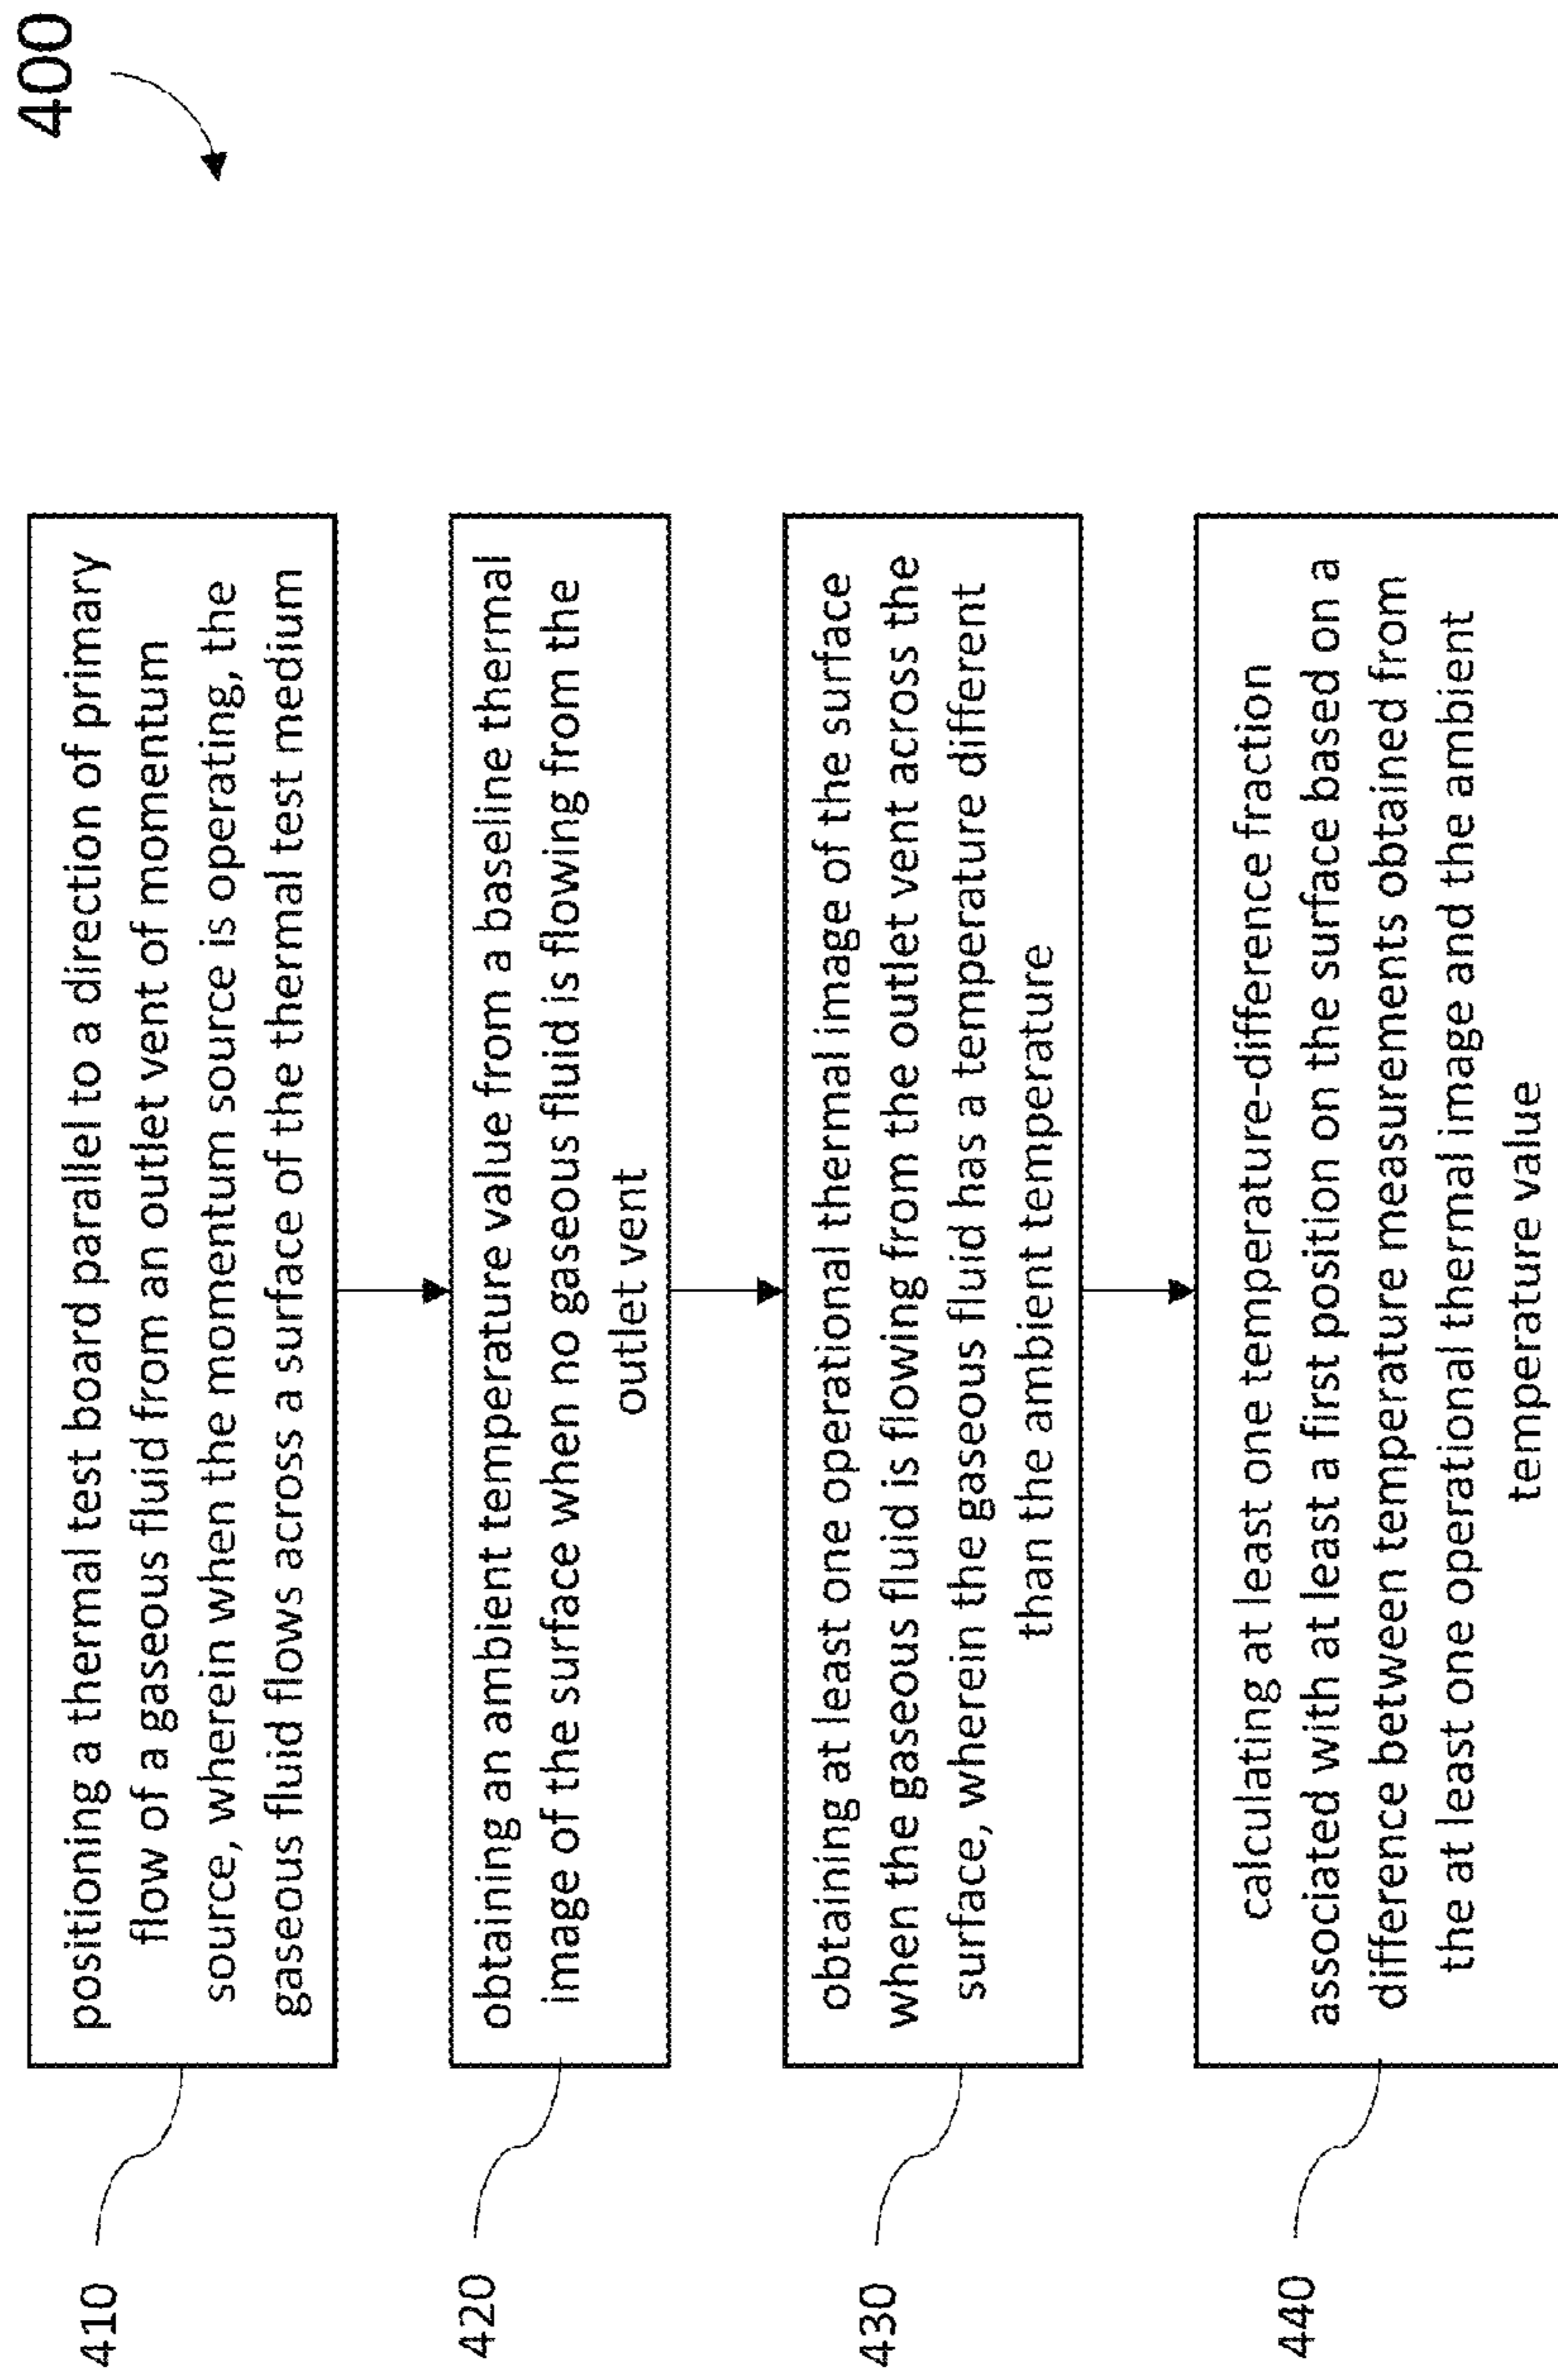 400
410
positioning a thermal test board parallel to a direction of primary
flow of a gaseous fluid from an outlet vent of momentum
source, wherein when the momentum source is operating, the
gaseous fluid flows across a surface of the thermal test medium
420
obtaining an ambient temperature value from a baseline thermal
image of the surface when no gaseous fluid is flowing from the
outlet vent
430
obtaining at least one operational thermal image of the surface
when the gaseous fluid is flowing from the outlet vent across the
surface, wherein the gaseous fluid has a temperature different
than the ambient temperature
440
calculating at least one temperature-difference fraction
associated with at least a first position on the surface based on a
difference between temperature measurements obtained from
the at least one operational thermal image and the ambient
temperature value